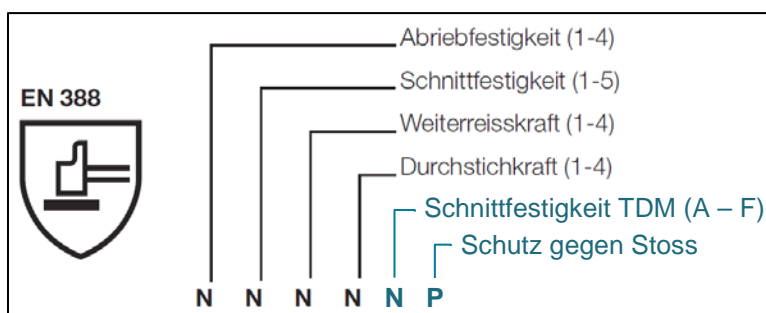 Abriebfestigkeit (1-4)
Schnittfestigkeit (1-5)
EN 388
Weiterreisskraft (1-4)
Durchstichkraft (1-4)
Schnittfestigkeit TDM (A – F)
Schutz gegen Stoss
N N N N N P